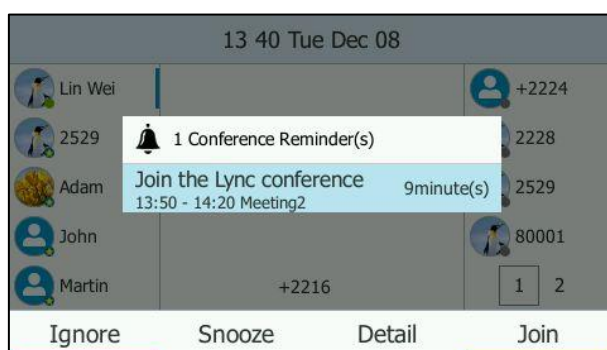 13 40 Tue Dec 08
Lin Wei
+2224
1 Conference Reminder(s)
2529
2228
Join the Lync conference 9minute(s)
13:50 - 14:20 Meeting2
Adam
2529
John
80001
Martin
+2216
1 2
Ignore Snooze Detail Join